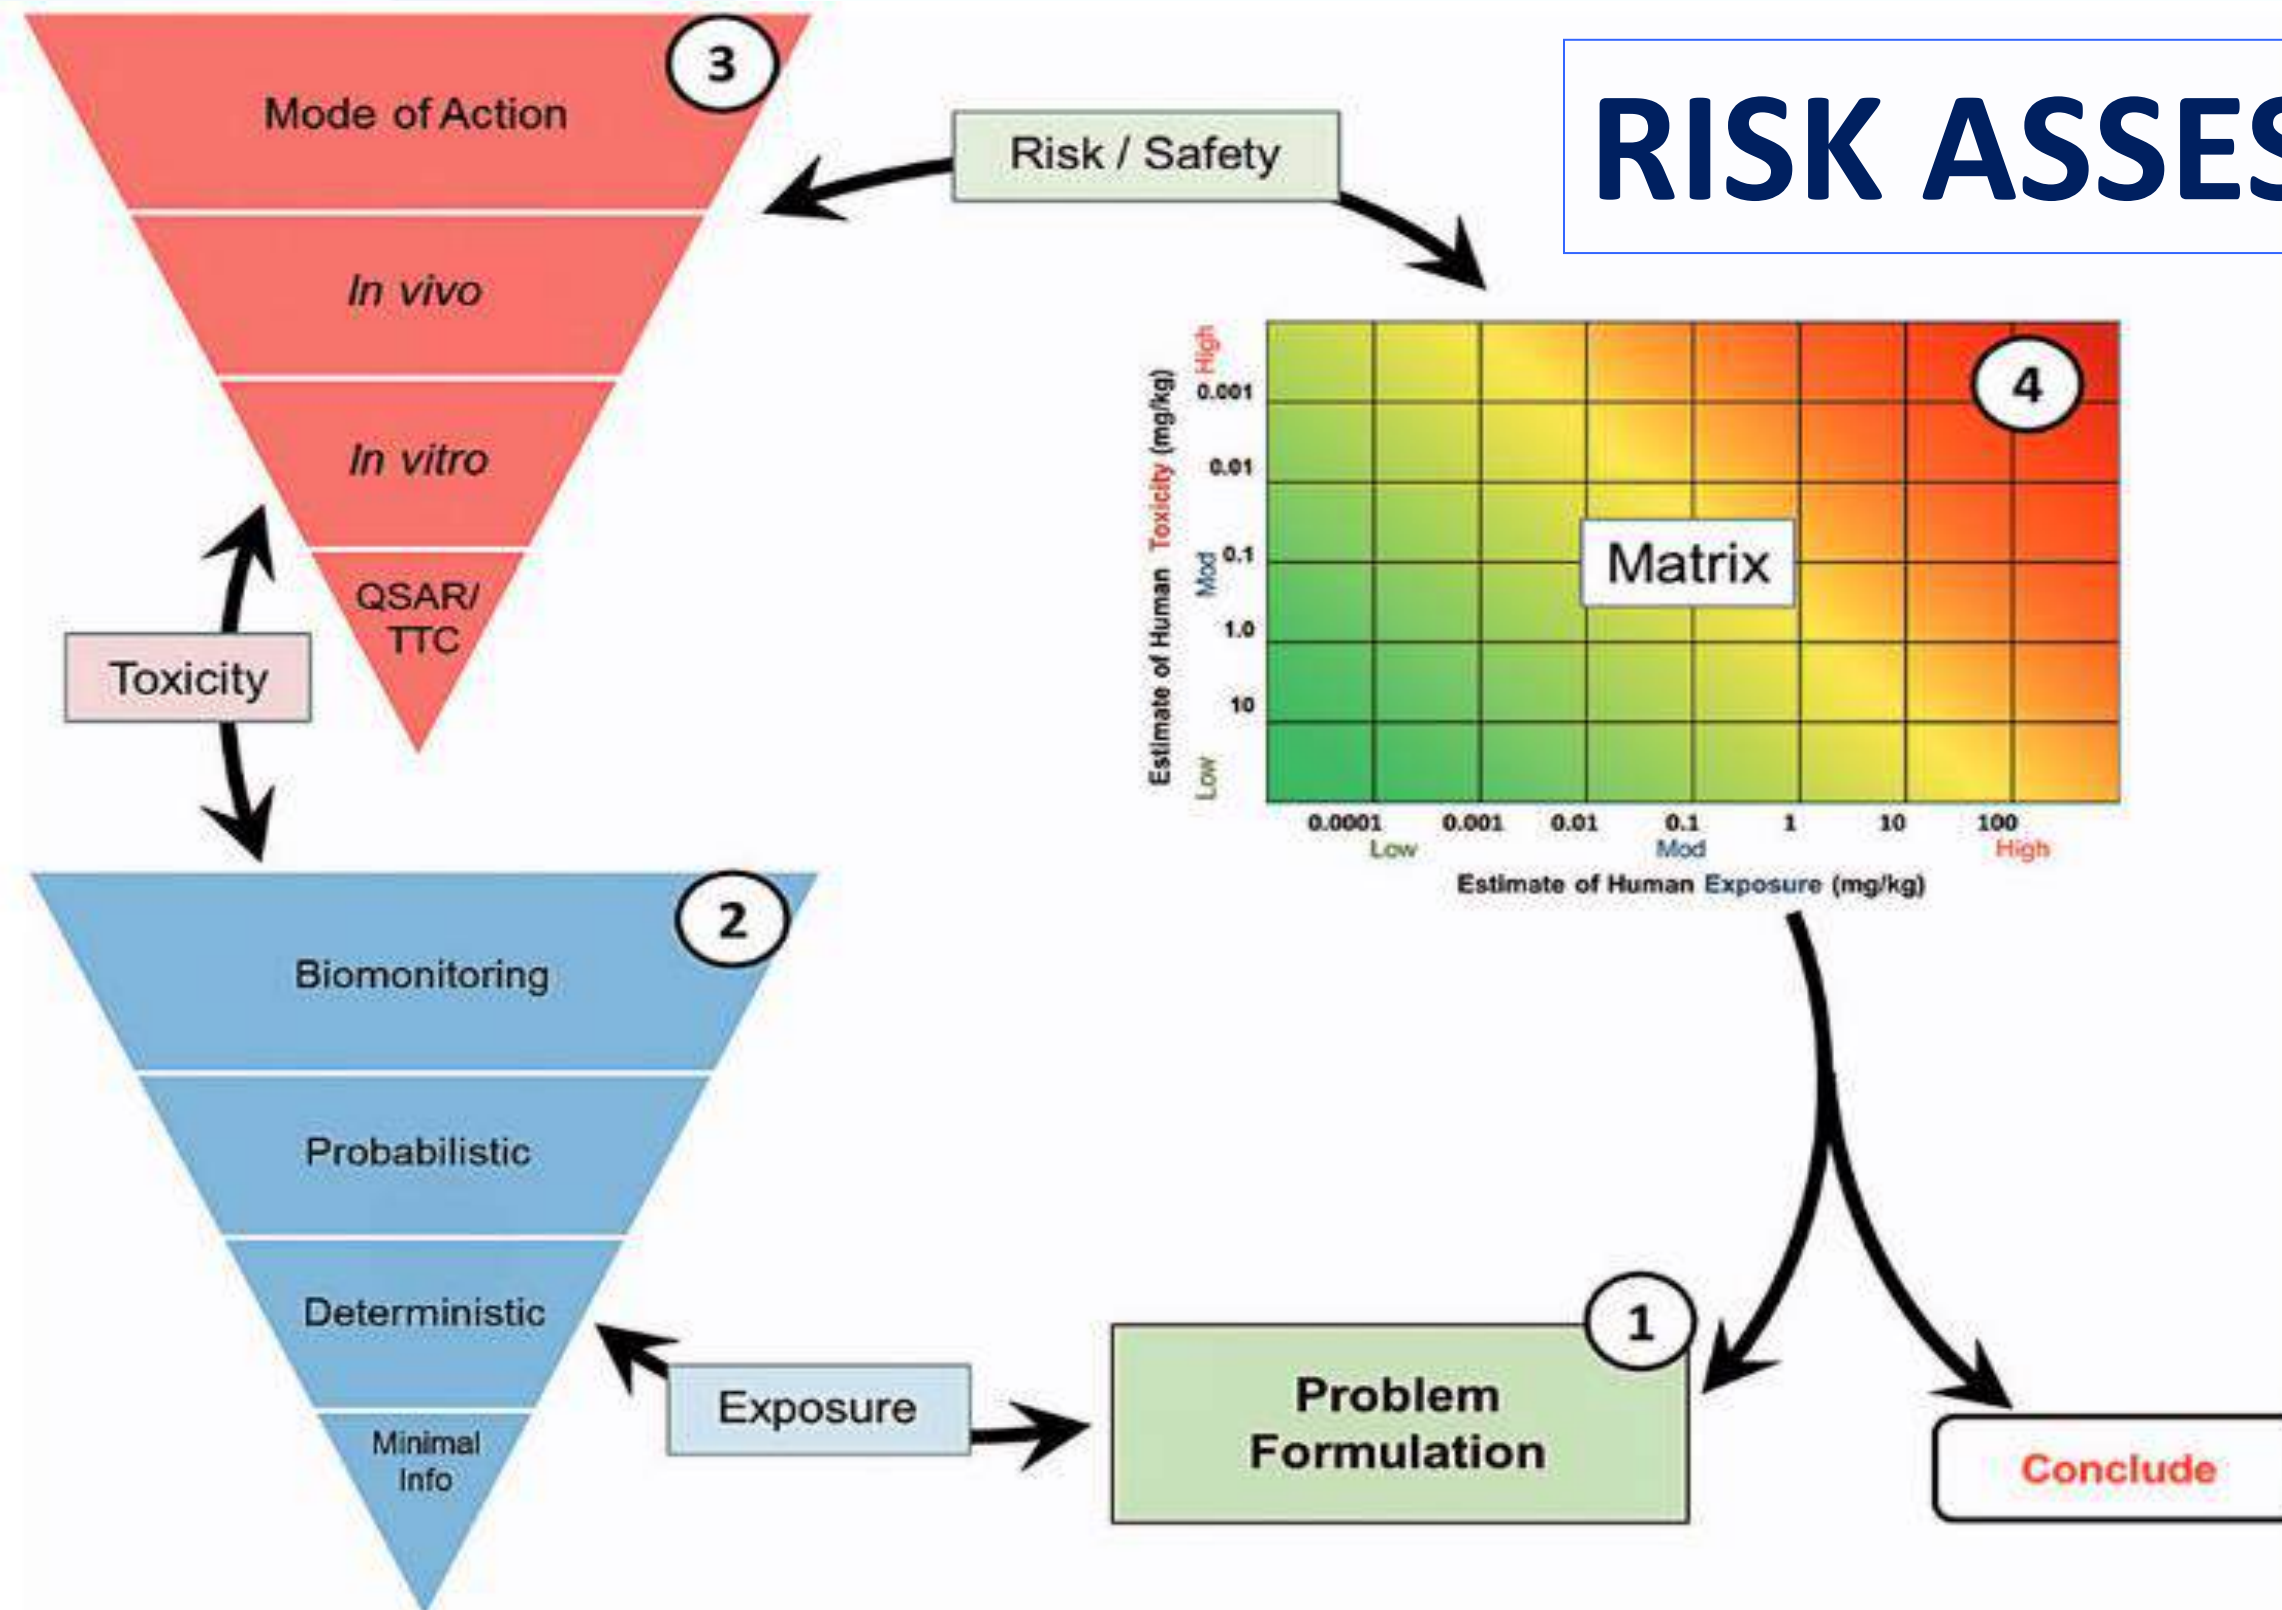 RISK ASSES
3
Mode of Action
In vivo
In vitro
QSAR/
TTC
Risk / Safety
Toxicity
4
Matrix
Estimate of Human Toxicity (mg/kg)
High
Mod
Low
0.001
0.01
0.1
1.0
10
0.0001 0.001 0.01 0.1 1 10 100
Low Mod High
Estimate of Human Exposure (mg/kg)
2
Biomonitoring
Probabilistic
Deterministic
Minimal
Info
Exposure
1
Problem
Formulation
Conclude